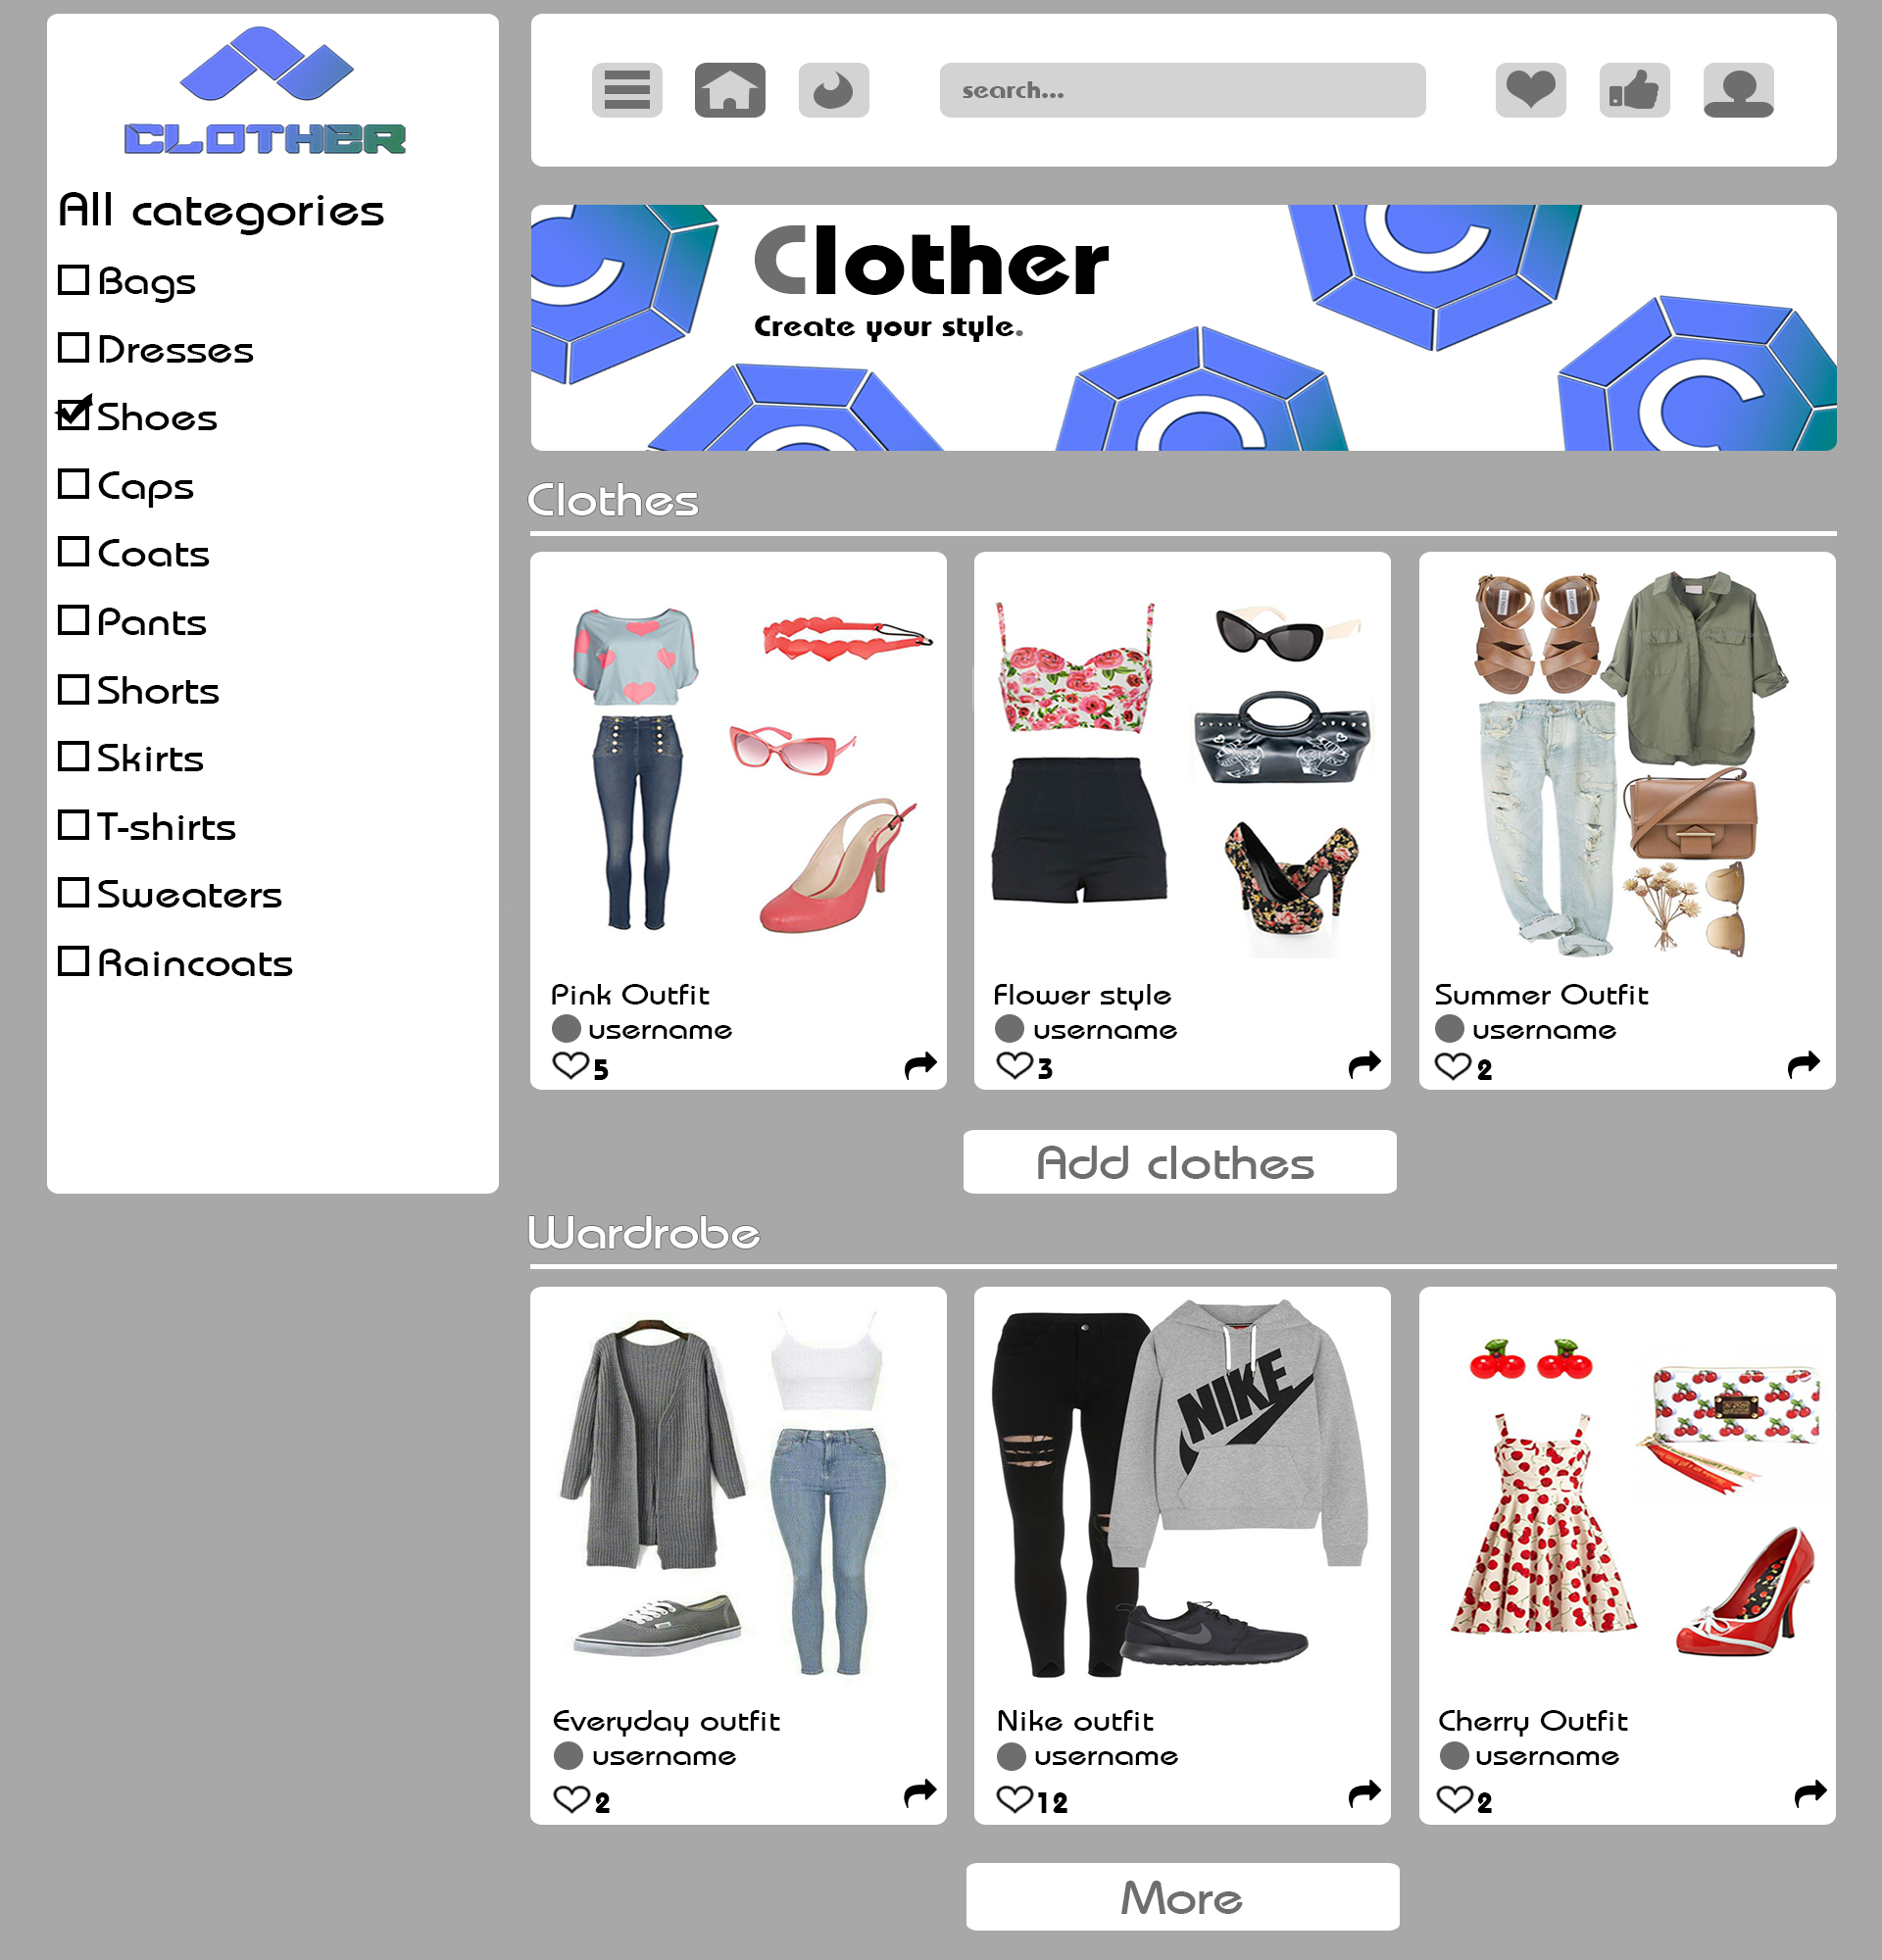 CLOTHER
All categories
Bags
Dresses
Shoes
Caps
Coats
Pants
Shorts
Skirts
T-shirts
Sweaters
Raincoats
search...
Clother
Create your style.
C
C
C
C
C
Clothes
Pink Outfit
username
5
Flower style
username
3
Summer Outfit
username
2
Add clothes
Wardrobe
NIKE
Everyday outfit
username
2
Nike outfit
username
12
Cherry Outfit
username
2
More